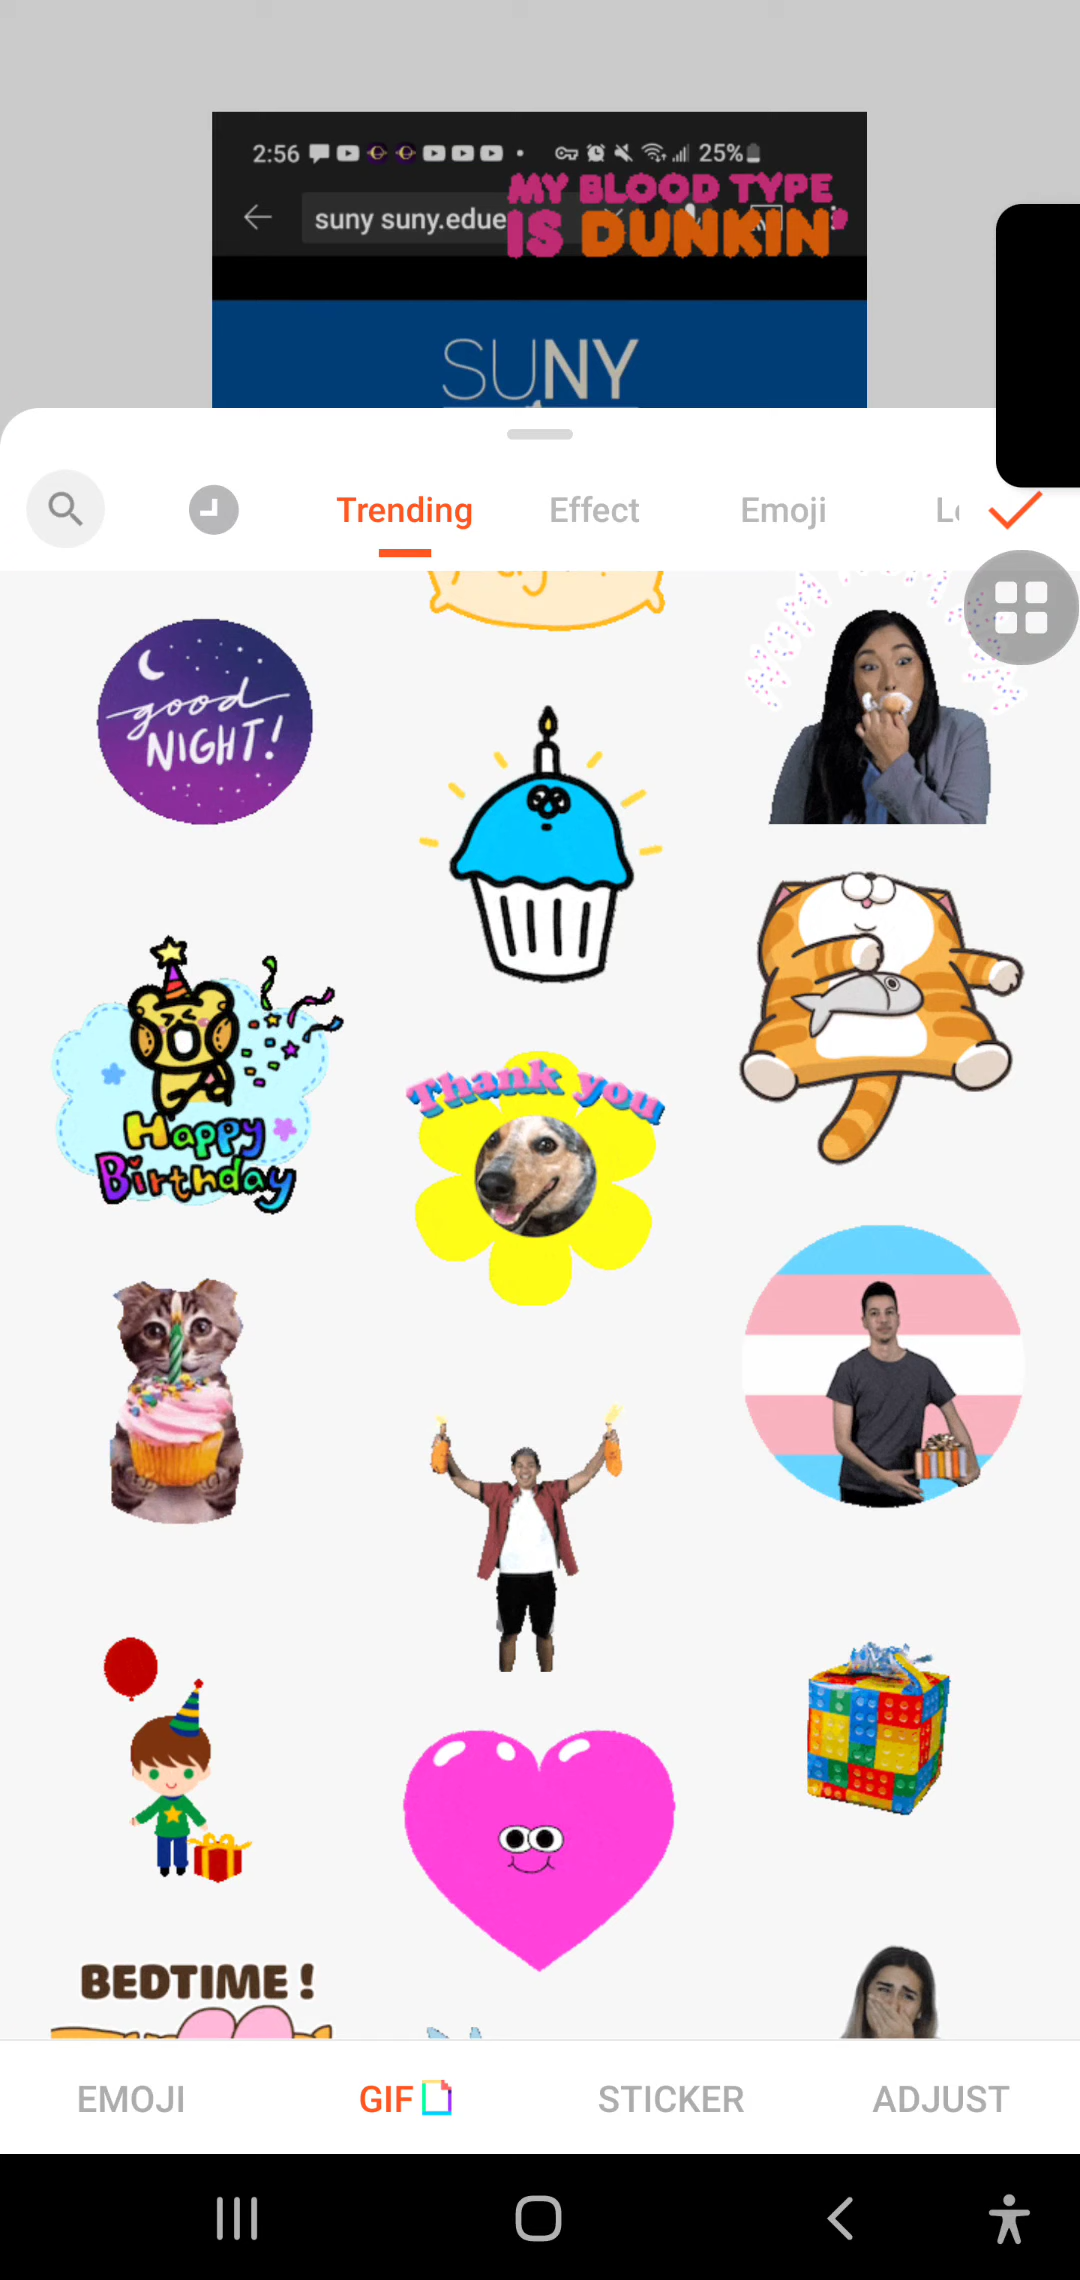 2:56 25%
suny suny.edue
MY BLOOD TYPE
IS DUNKIN'
SUNY
Trending Effect Emoji
good
NIGHT!
Happy
Birthday
Thank you
BEDTIME!
EMOJI GIF STICKER ADJUST